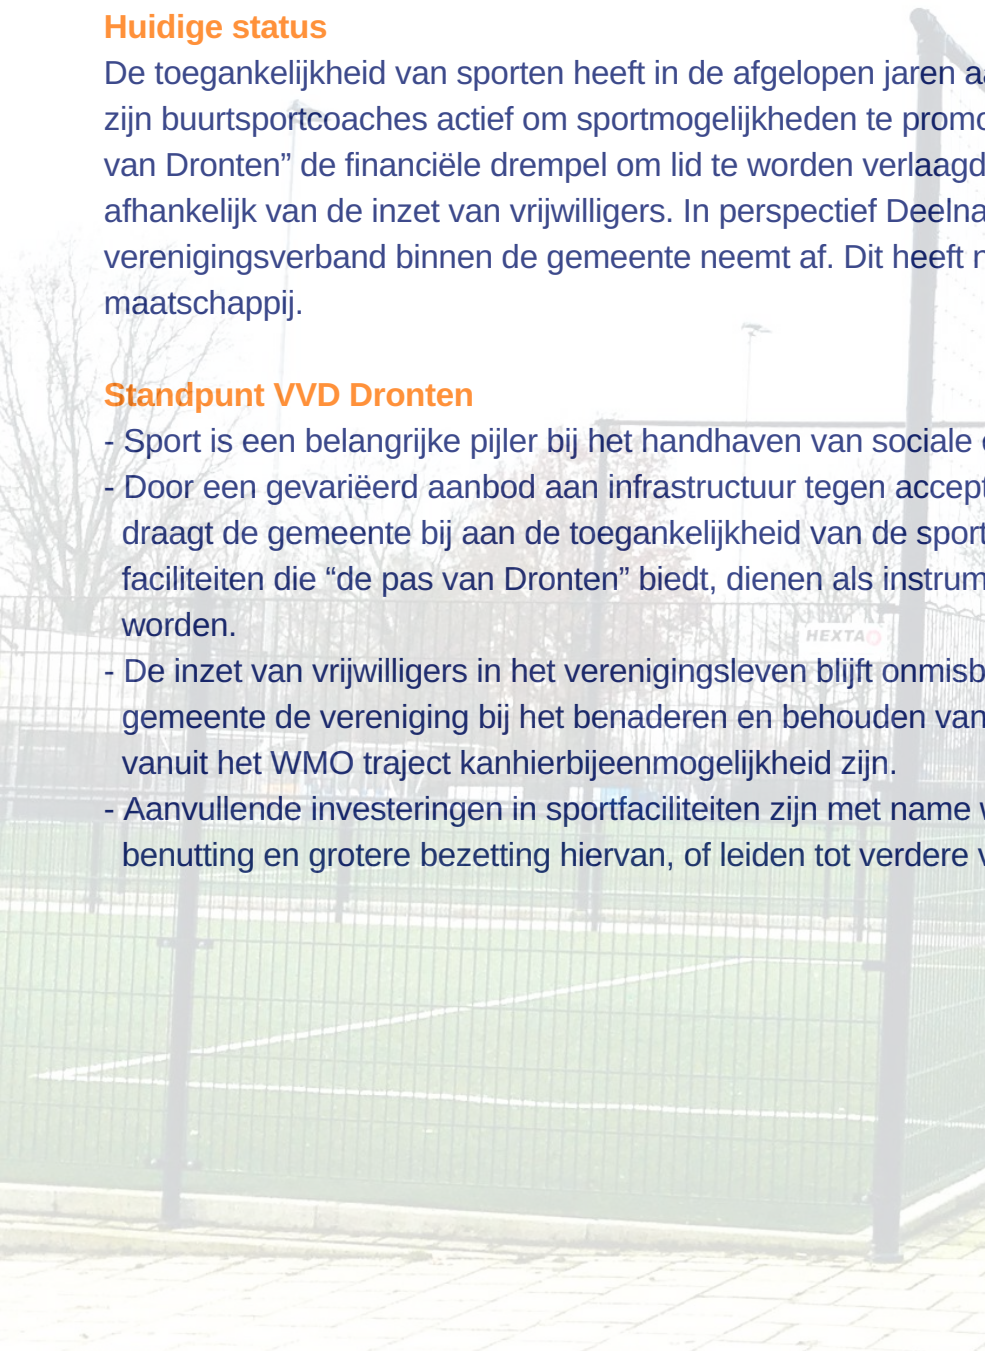 Huidige status
De toegankelijkheid van sporten heeft in de afgelopen jaren
zijn buurtsportcoaches actief om sportmogelijkheden te
van Dronten” de financiële drempel om lid te worden verlaagd
afhankelijk van de inzet van vrijwilligers. In perspectief
verenigingsverband binnen de gemeente neemt af. Dit heeft
maatschappij.
Standpunt VVD Dronten
- Sport is een belangrijke pijler bij het handhaven van sociale
- Door een gevariëerd aanbod aan infrastructuur tegen
draagt de gemeente bij aan de toegankelijkheid van de sport
faciliteiten die “de pas van Dronten” biedt, dienen als
worden.
HEXTA
- De inzet van vrijwilligers in het verenigingsleven blijft
gemeente de vereniging bij het benaderen en behouden van
vanuit het WMO traject kanhierbijeenmogelijkheid zijn.
- Aanvullende investeringen in sportfaciliteiten zijn met name
benutting en grotere bezetting hiervan, of leiden tot verdere